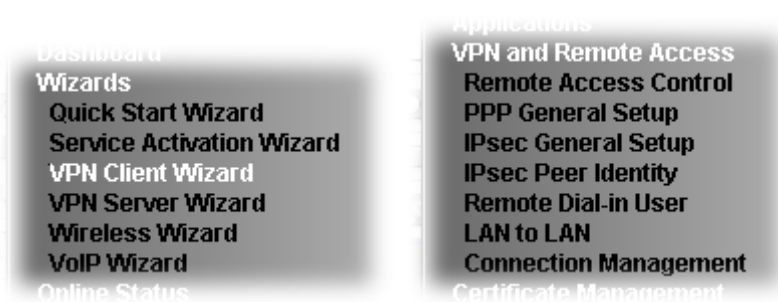 Dashboard
Wizards
Quick Start Wizard
Service Activation Wizard
VPN Client Wizard
VPN Server Wizard
Wireless Wizard
VoIP Wizard
Online Status
Applications
VPN and Remote Access
Remote Access Control
PPP General Setup
IPsec General Setup
IPsec Peer Identity
Remote Dial-in User
LAN to LAN
Connection Management
Certificate Management